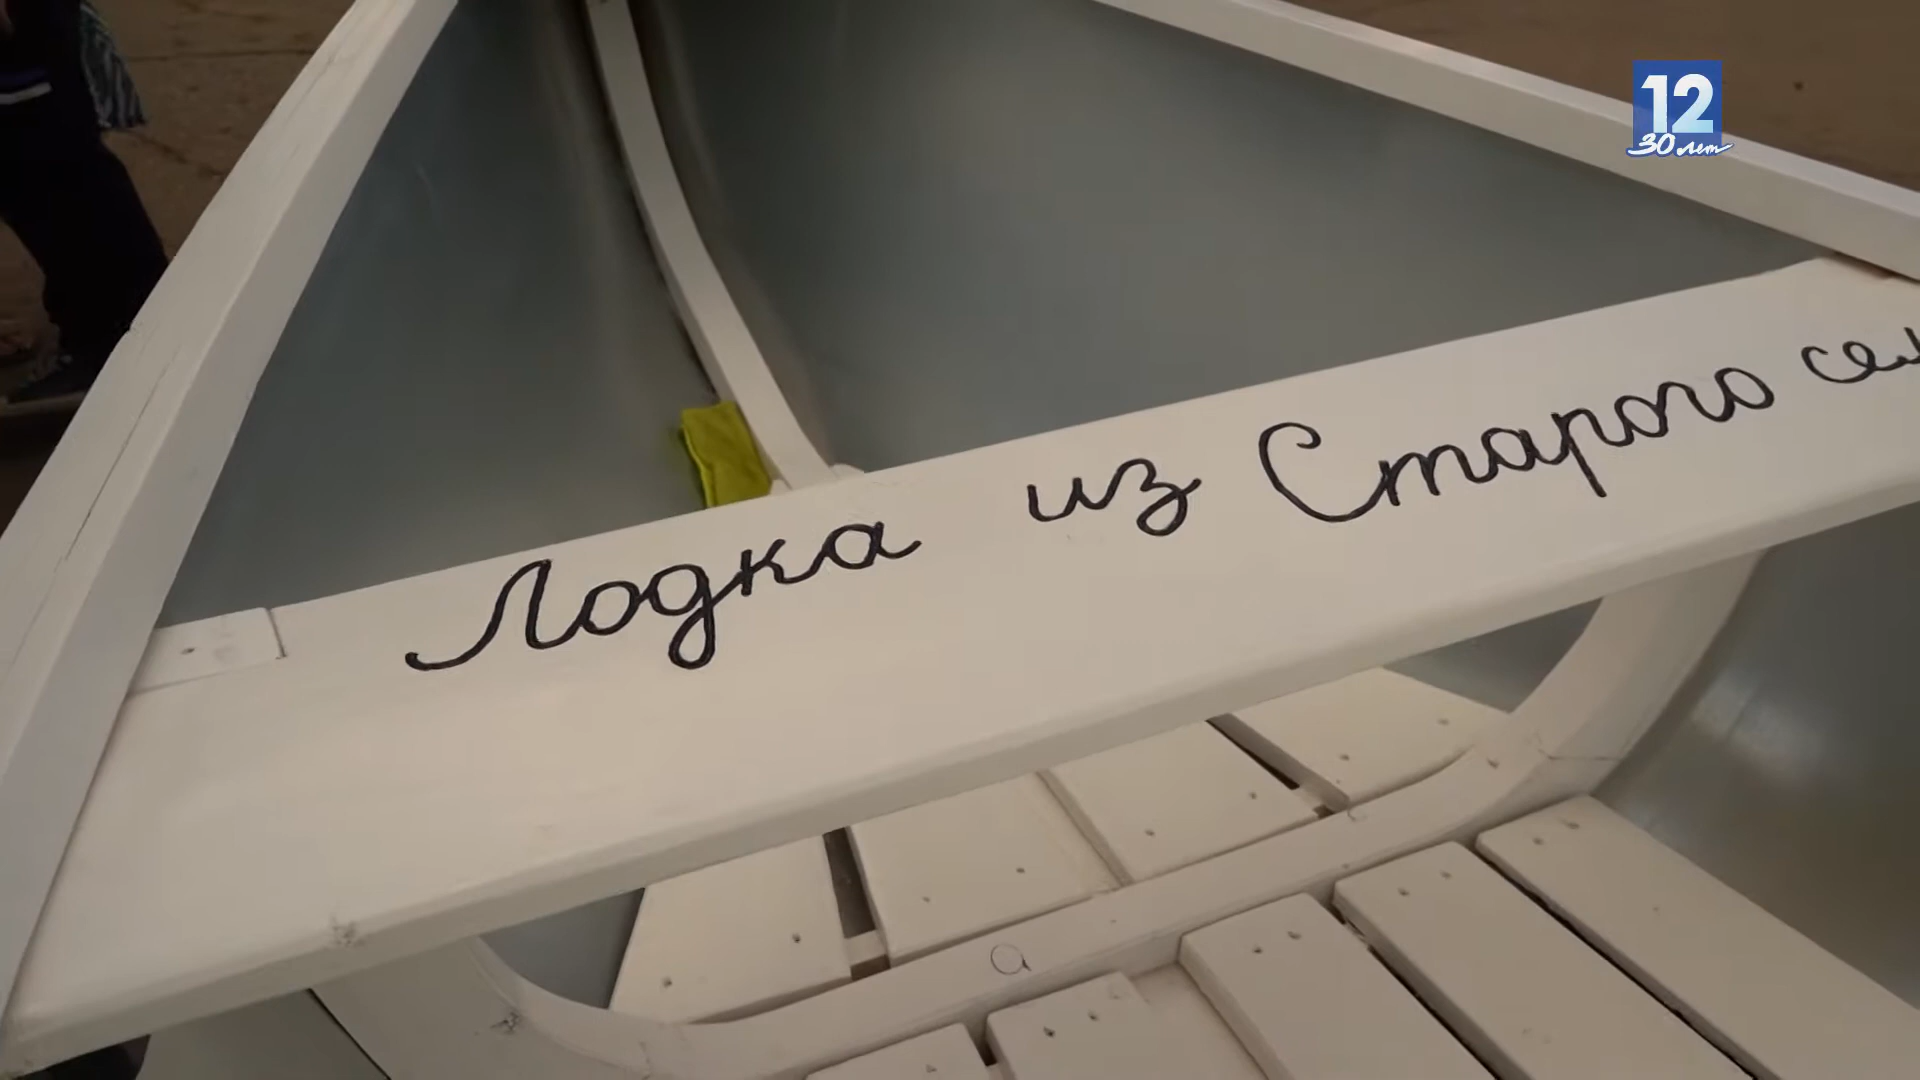 12
30 лет
Лодка из Старого
а